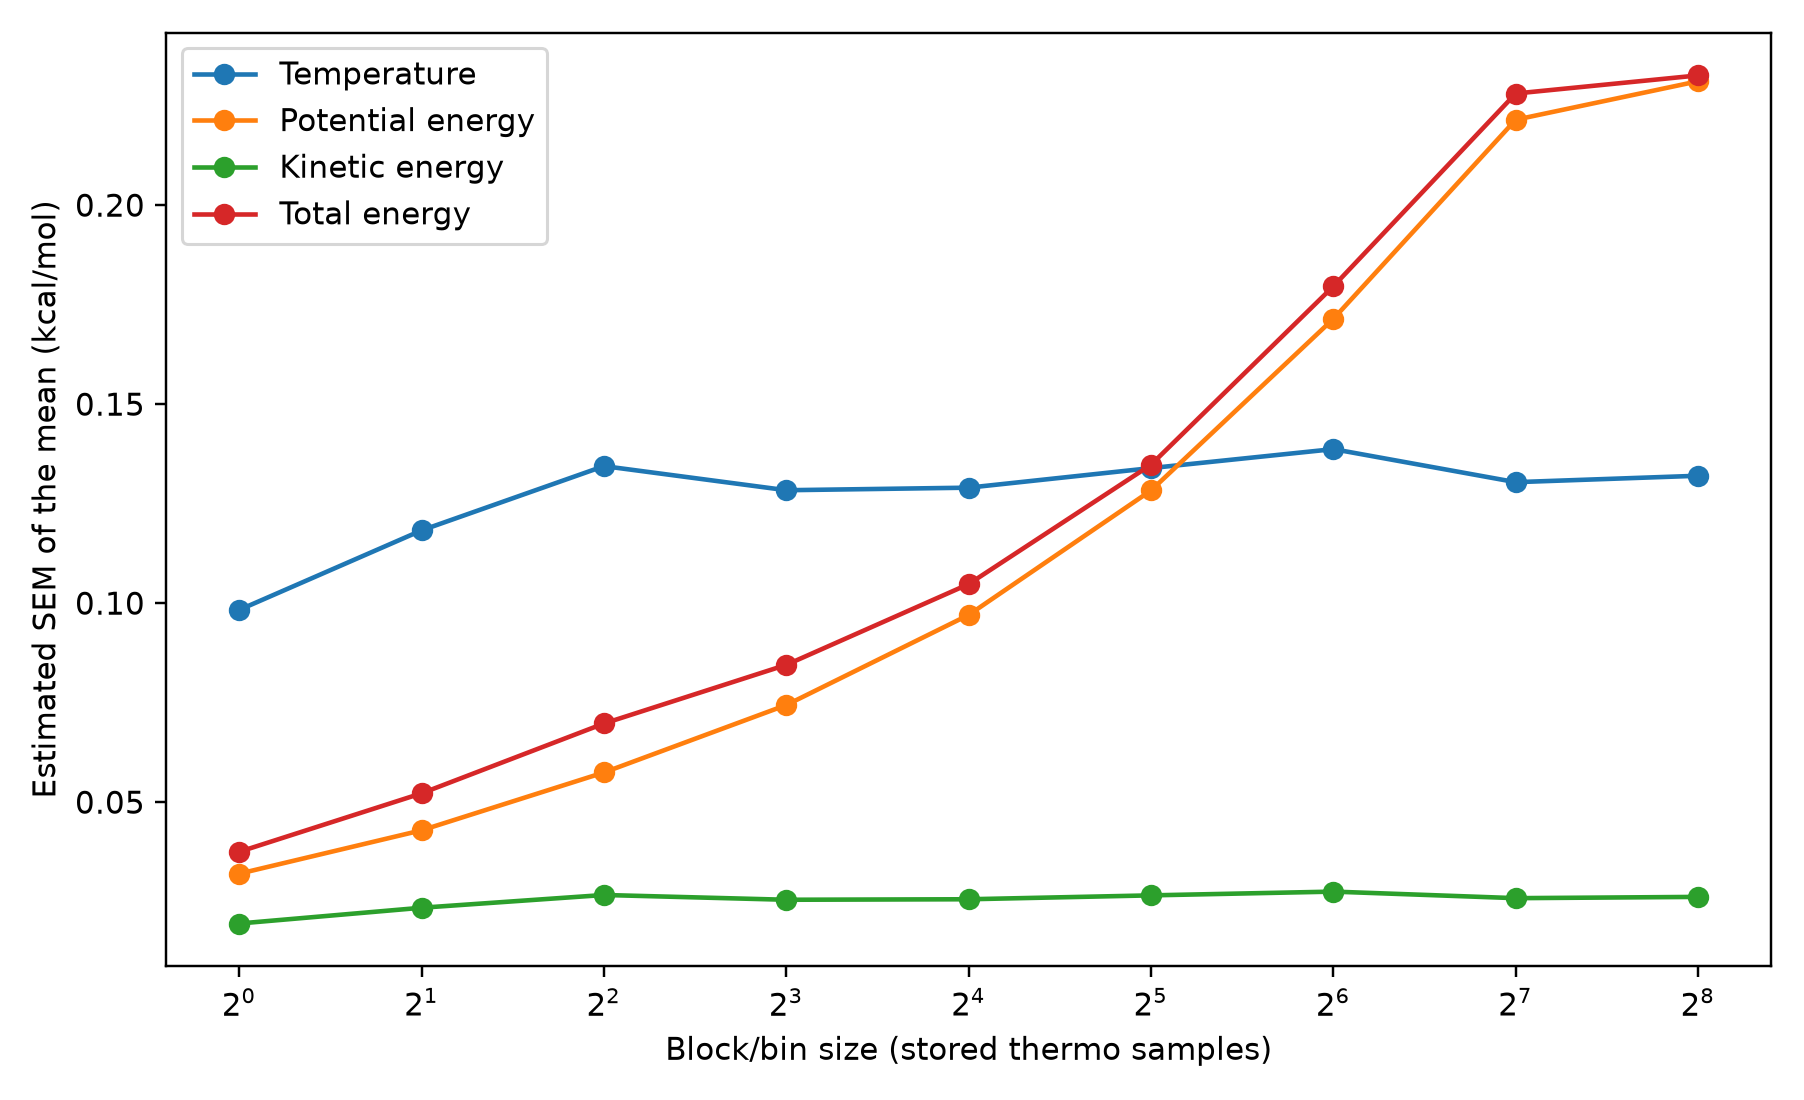 Temperature
Potential energy
Kinetic energy
Total energy
Estimated SEM of the mean (kcal/mol)
0.20
0.15
0.10
0.05
2⁰ 2¹ 2² 2³ 2⁴ 2⁵ 2⁶ 2⁷ 2⁸
Block/bin size (stored thermo samples)